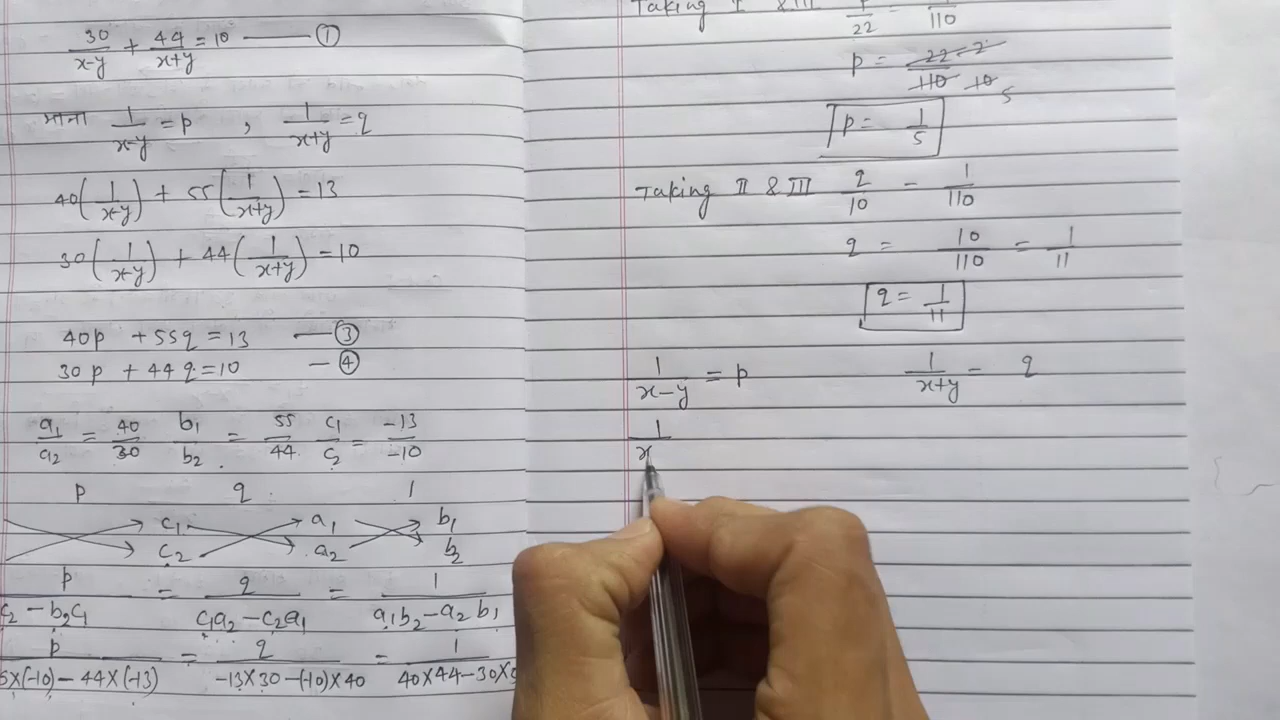 30/(x-y) + 44/(x+y) = 10 —— ①
माना 1/(x-y) = p , 1/(x+y) = q
40(1/(x-y)) + 55(1/(x+y)) = 13
30(1/(x-y)) + 44(1/(x+y)) = 10
40p + 55q = 13 — ③
30p + 44q = 10 — ④
a₁/a₂ = 40/30 b₁/b₂ = 55/44 c₁/c₂ = -13/-10
p q 1
c₁ a₁ b₁
c₂ a₂ b₂
p/(c₂ - b₂c₁) = q/(c₁a₂ - c₂a₁) = 1/(a₁b₂ - a₂b₁)
p/(5×(-10) - 44×(-13)) = q/(-13×30 - (-10)×40) = 1/(40×44 - 30×
Taking I & III p/22 = 1/110
p = 22 2/110 10 5
p = 1/5
Taking II & III q/10 - 1/110
q = 10/110 = 1/11
q = 1/11
1/(x-y) = p 1/(x+y) - q
1/x